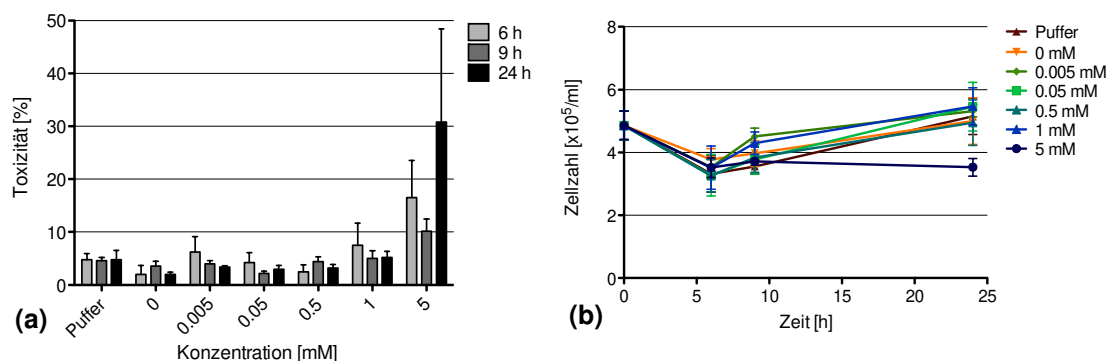 50
40
30
20
10
0
Toxizität [%]
6 h
9 h
24 h
Puffer
0
0.005
0.05
0.5
1
5
Konzentration [mM]
(a)
8
6
4
2
0
Zellzahl [x10⁵/ml]
0
5
10
15
20
25
Zeit [h]
Puffer
0 mM
0.005 mM
0.05 mM
0.5 mM
1 mM
5 mM
(b)